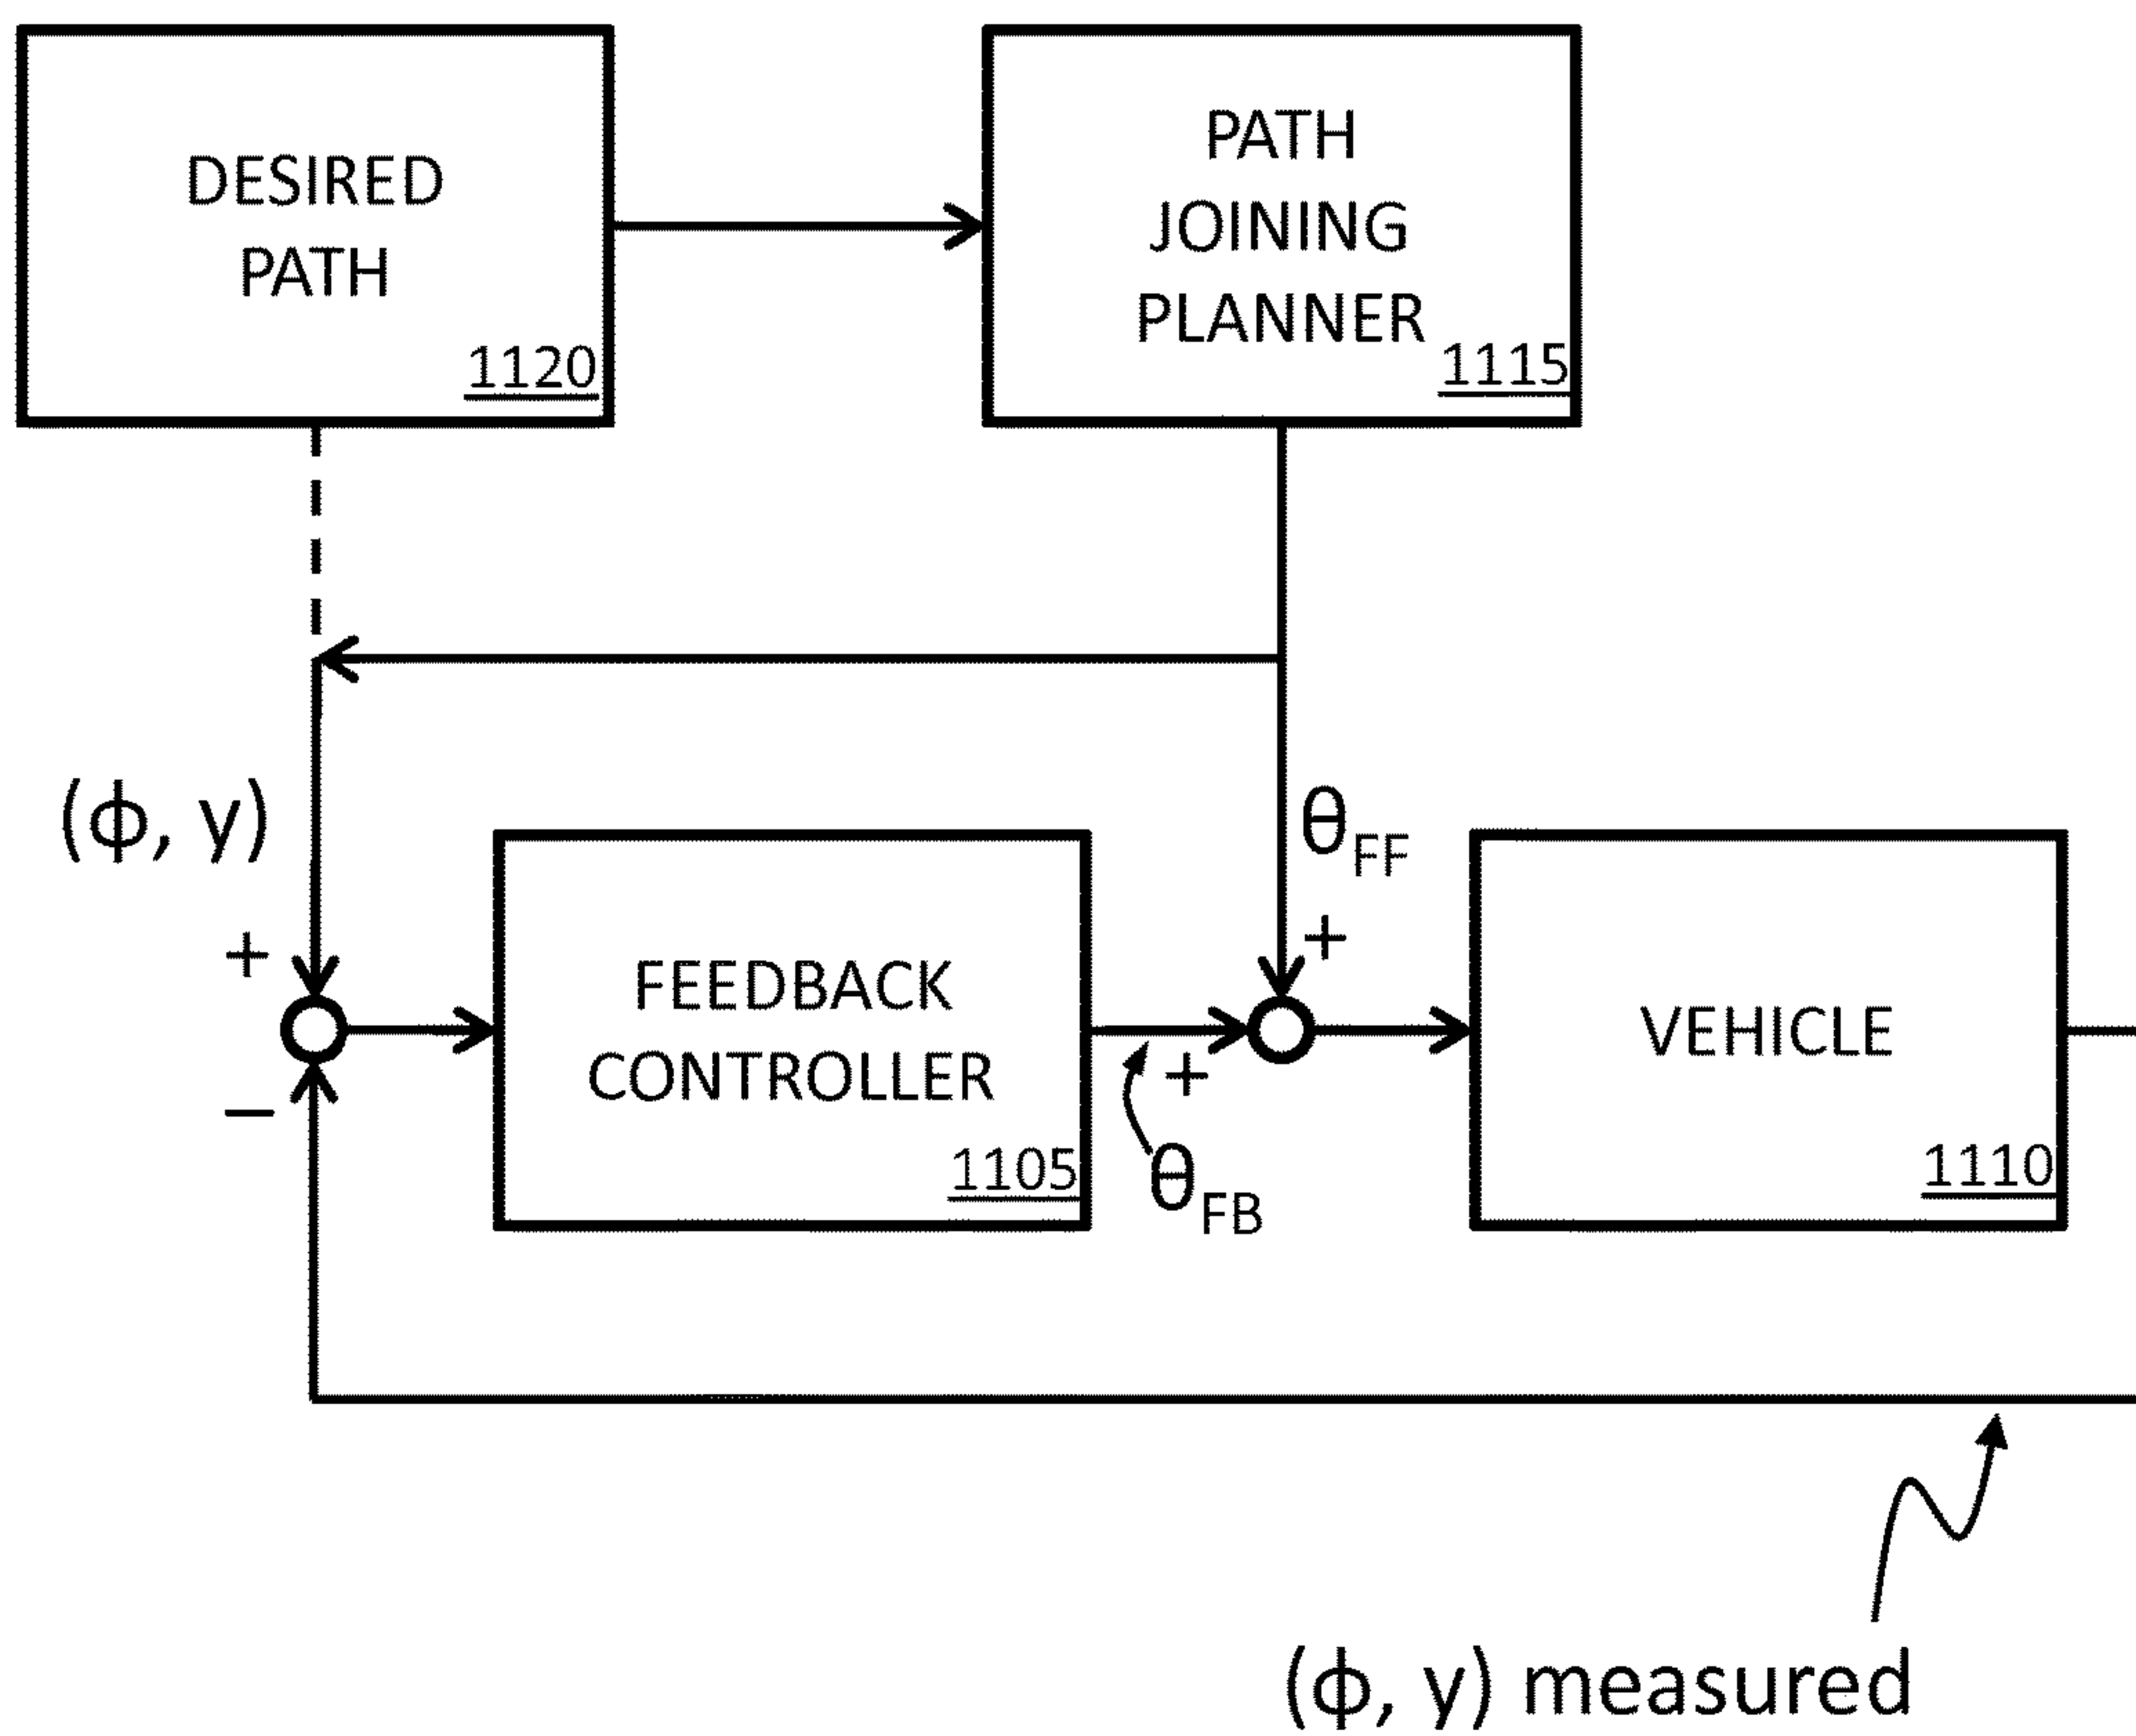 DESIRED
PATH
1120
PATH
JOINING
PLANNER
1115
(ϕ, y)
+
−
FEEDBACK
CONTROLLER
1105
θFF
+
+
θFB
VEHICLE
1110
(ϕ, y) measured